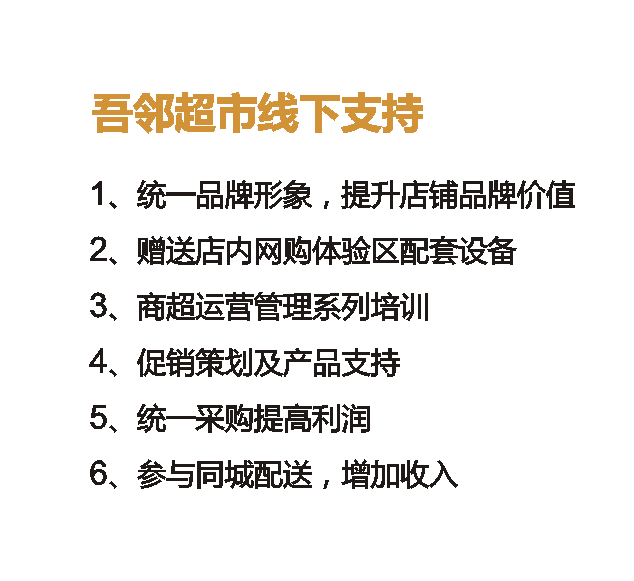 吾邻超市线下支持
1、统一品牌形象，提升店铺品牌价值
2、赠送店内网购体验区配套设备
3、商超运营管理系列培训
4、促销策划及产品支持
5、统一采购提高利润
6、参与同城配送，增加收入